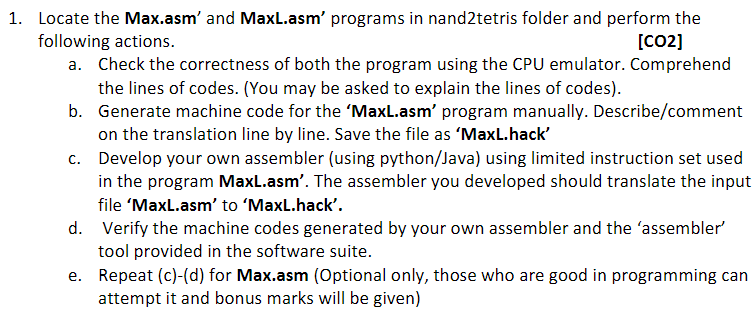 1. Locate the Max.asm’ and MaxL.asm’ programs in nand2tetris folder and perform the
following actions. [CO2]
a. Check the correctness of both the program using the CPU emulator. Comprehend
the lines of codes. (You may be asked to explain the lines of codes).
b. Generate machine code for the ‘MaxL.asm’ program manually. Describe/comment
on the translation line by line. Save the file as ‘MaxL.hack’
c. Develop your own assembler (using python/Java) using limited instruction set used
in the program MaxL.asm’. The assembler you developed should translate the input
file ‘MaxL.asm’ to ‘MaxL.hack’.
d. Verify the machine codes generated by your own assembler and the ‘assembler’
tool provided in the software suite.
e. Repeat (c)-(d) for Max.asm (Optional only, those who are good in programming can
attempt it and bonus marks will be given)